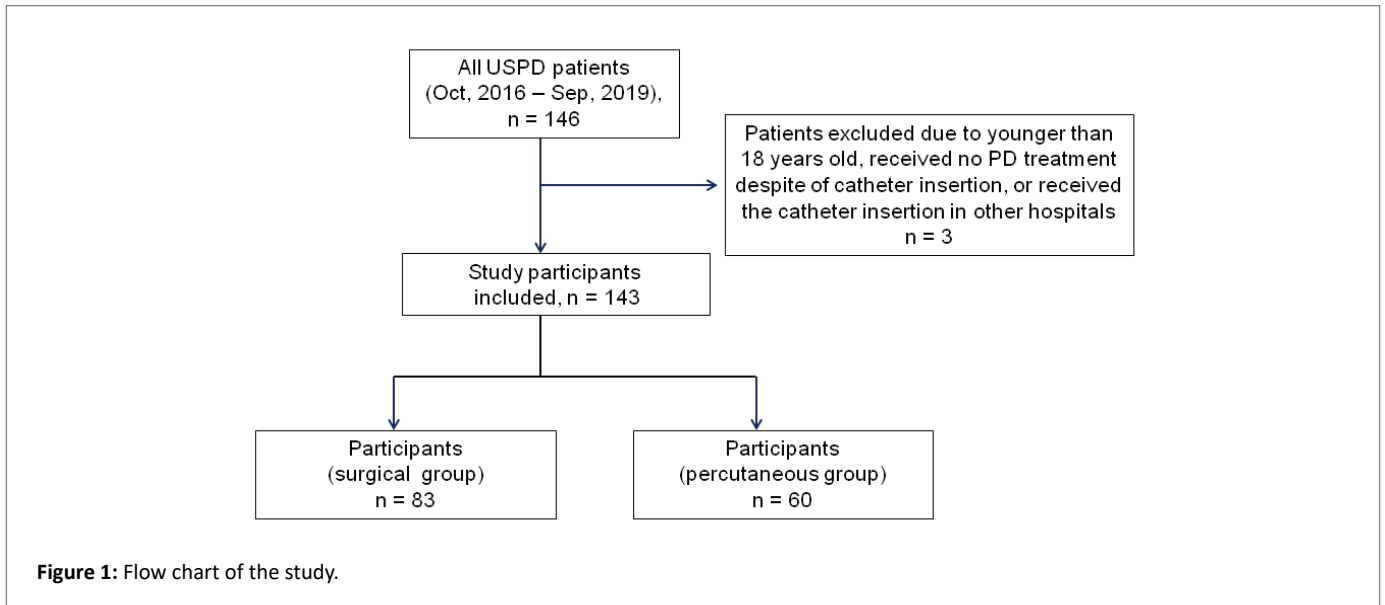 All USPD patients
(Oct, 2016 – Sep, 2019),
n = 146
Patients excluded due to younger than
18 years old, received no PD treatment
despite of catheter insertion, or received
the catheter insertion in other hospitals
n = 3
Study participants
included, n = 143
Participants
(surgical group)
n = 83
Participants
(percutaneous group)
n = 60
Figure 1: Flow chart of the study.